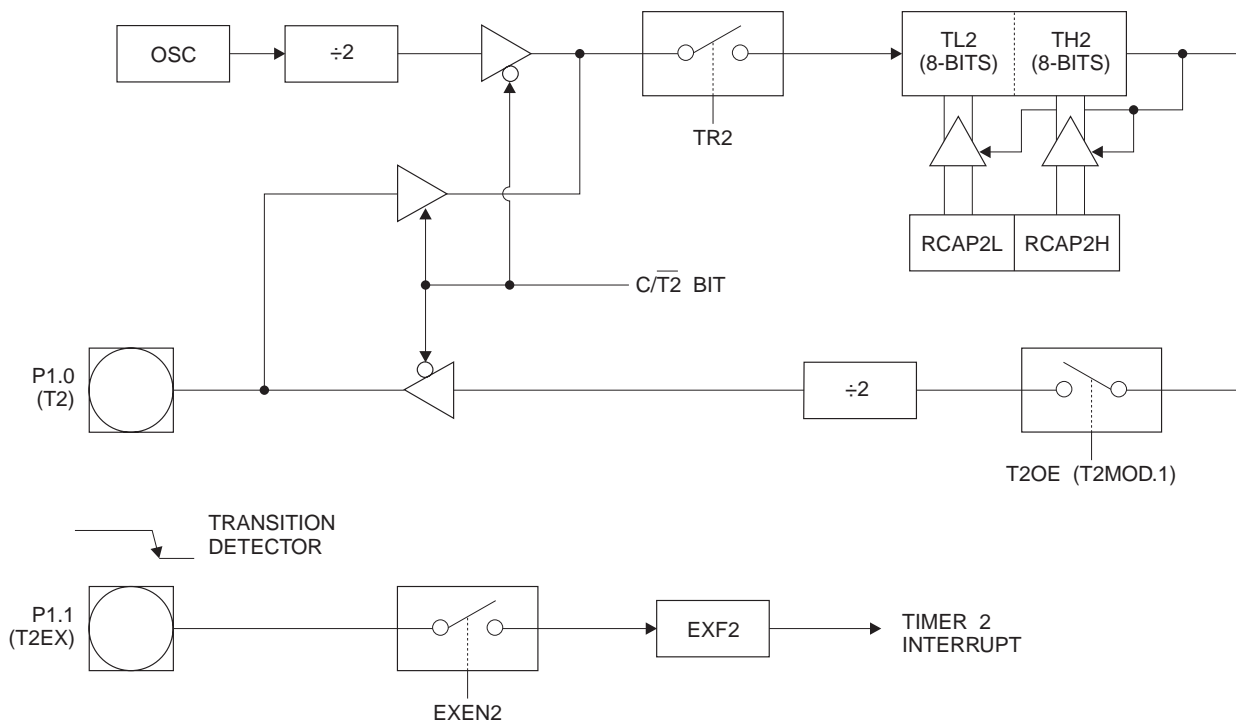 OSC
÷2
TR2
TL2
(8-BITS)
TH2
(8-BITS)
RCAP2L
RCAP2H
C/T2 BIT
P1.0
(T2)
÷2
T2OE (T2MOD.1)
TRANSITION
DETECTOR
P1.1
(T2EX)
EXEN2
EXF2
TIMER 2
INTERRUPT